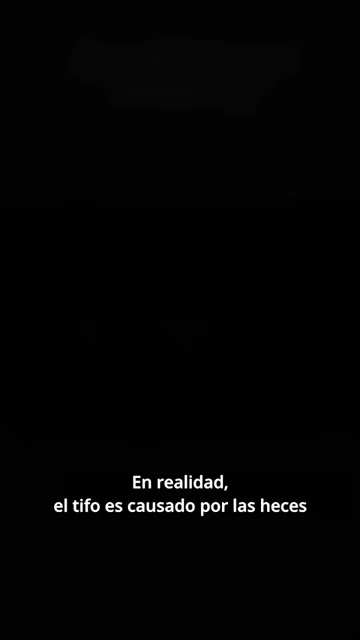 En realidad,
el tifo es causado por las heces